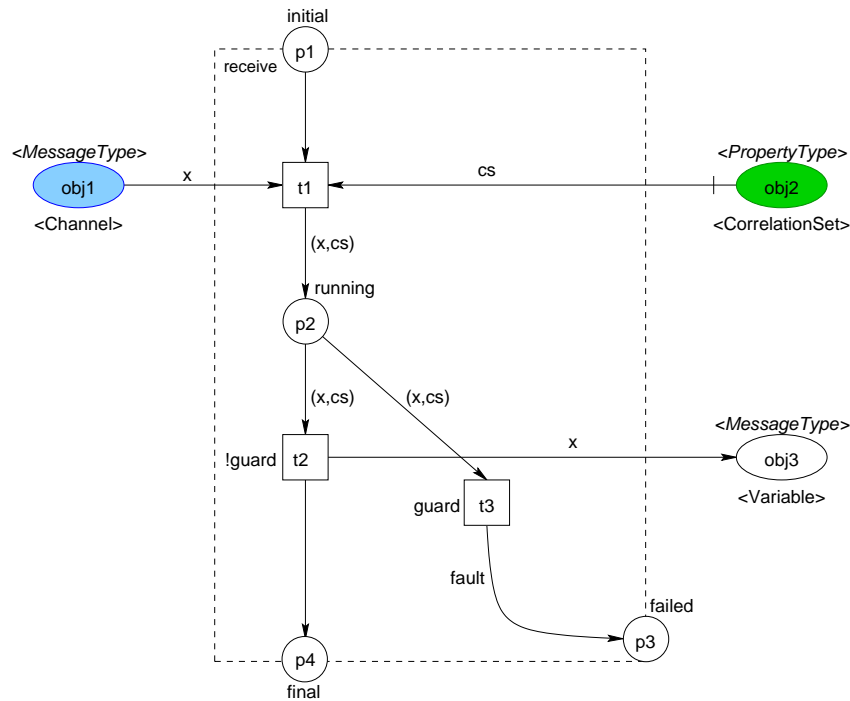 initial
p1
receive
<MessageType>
<PropertyType>
x
cs
obj1
t1
obj2
<Channel>
<CorrelationSet>
(x,cs)
running
p2
(x,cs)
(x,cs)
<MessageType>
x
!guard
t2
obj3
<Variable>
guard
t3
fault
failed
p3
p4
final